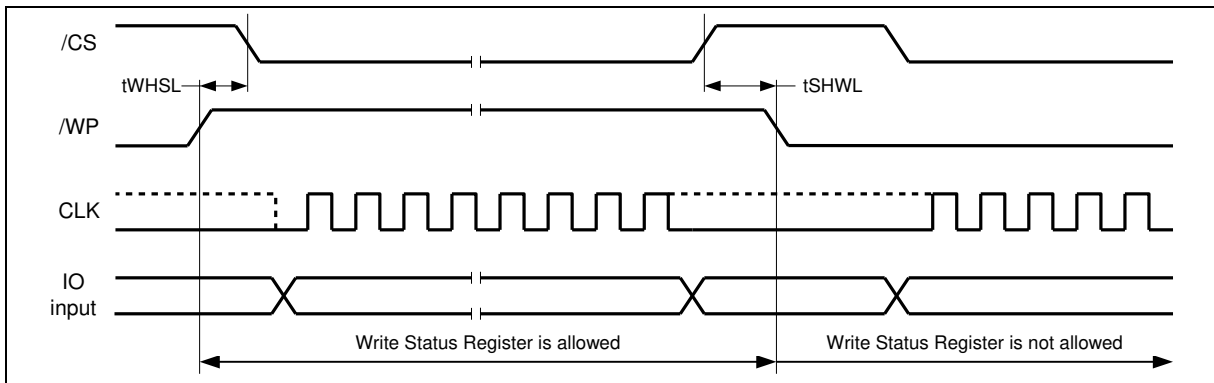 /CS
tWHSL
tSHWL
/WP
CLK
IO
input
Write Status Register is allowed
Write Status Register is not allowed